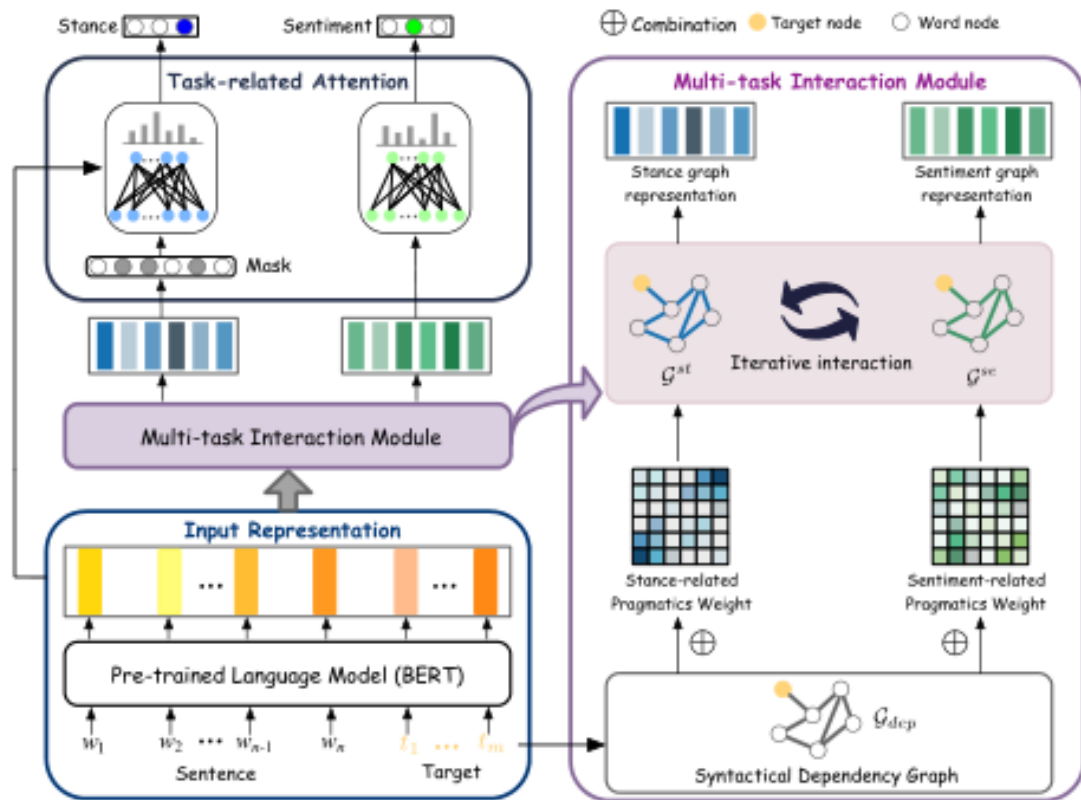 Stance
Sentiment
Task-related Attention
...
...
Mask
Multi-task Interaction Module
Input Representation
...
...
Pre-trained Language Model (BERT)
w₁ w₂ ... wₙ₋₁ wₙ t₁ ... tₘ
Sentence Target
⊕ Combination Target node Word node
Multi-task Interaction Module
Stance graph
representation
Sentiment graph
representation
Iterative interaction
𝒢ˢᵗ
𝒢ˢᵉ
Stance-related
Pragmatics Weight
Sentiment-related
Pragmatics Weight
⊕
⊕
𝒢dep
Syntactical Dependency Graph